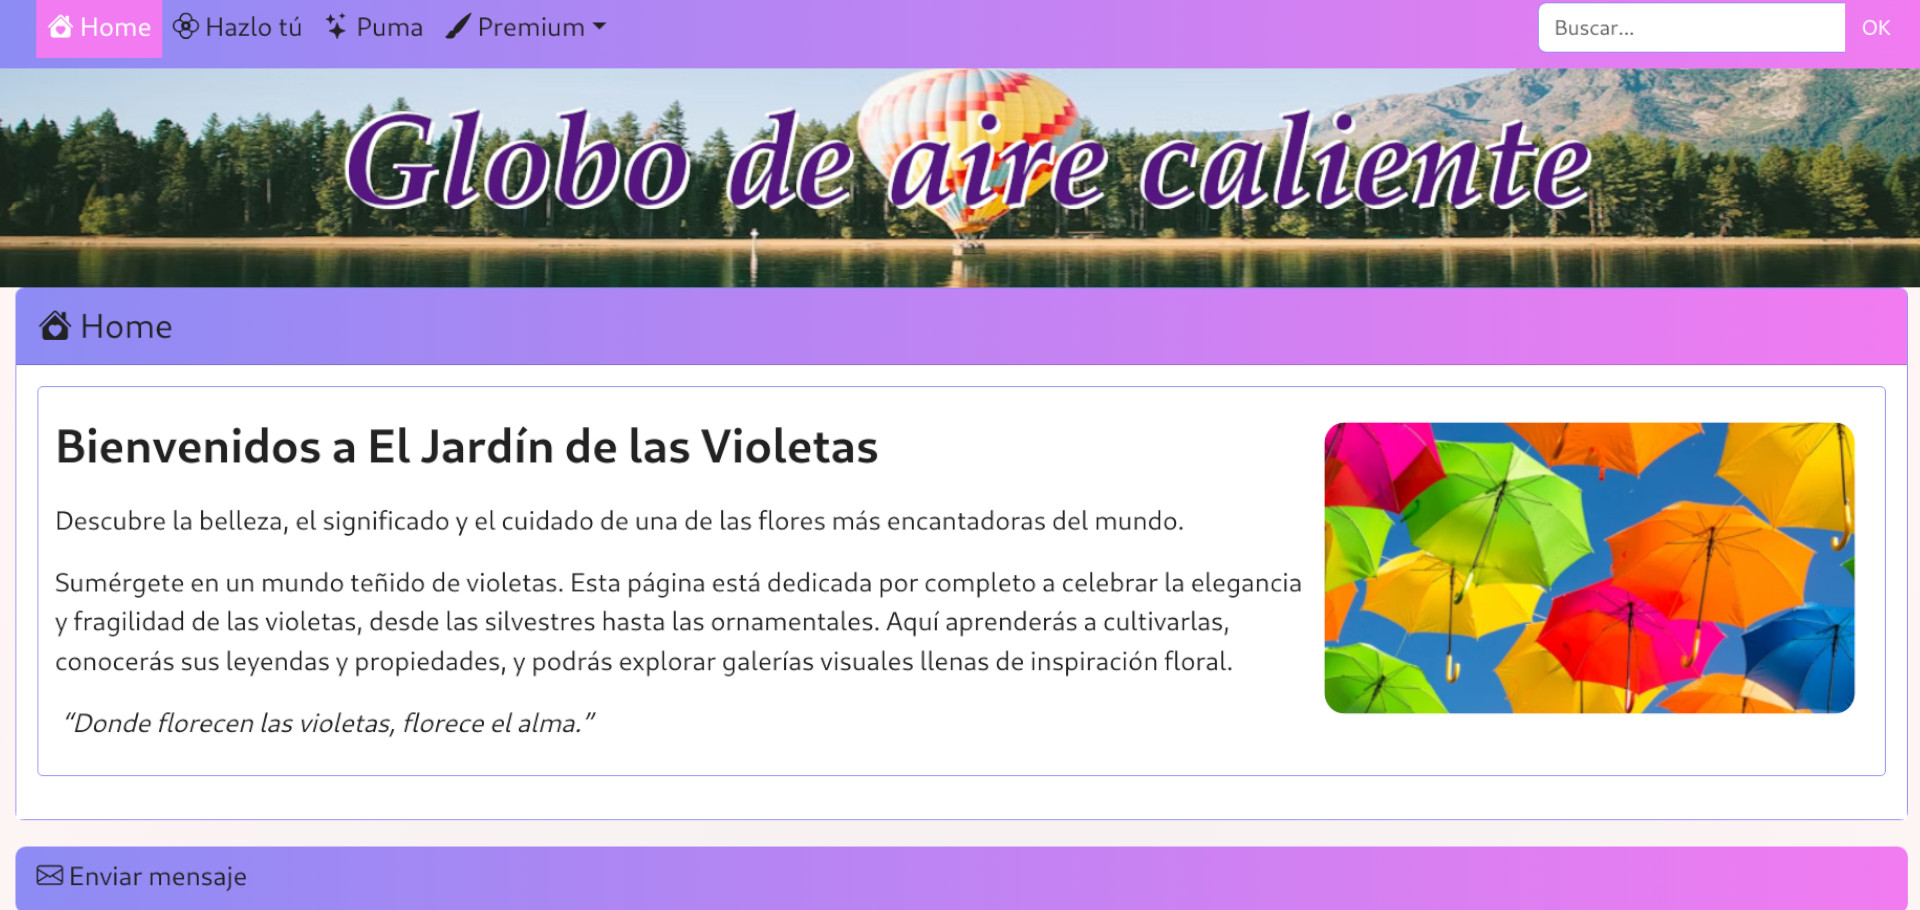 Home Hazlo tú Puma Premium Buscar... OK
Globo de aire caliente
Home
Bienvenidos a El Jardín de las Violetas
Descubre la belleza, el significado y el cuidado de una de las flores más encantadoras del mundo.
Sumérgete en un mundo teñido de violetas. Esta página está dedicada por completo a celebrar la elegancia
y fragilidad de las violetas, desde las silvestres hasta las ornamentales. Aquí aprenderás a cultivarlas,
conocerás sus leyendas y propiedades, y podrás explorar galerías visuales llenas de inspiración floral.
“Donde florecen las violetas, florece el alma.”
Enviar mensaje